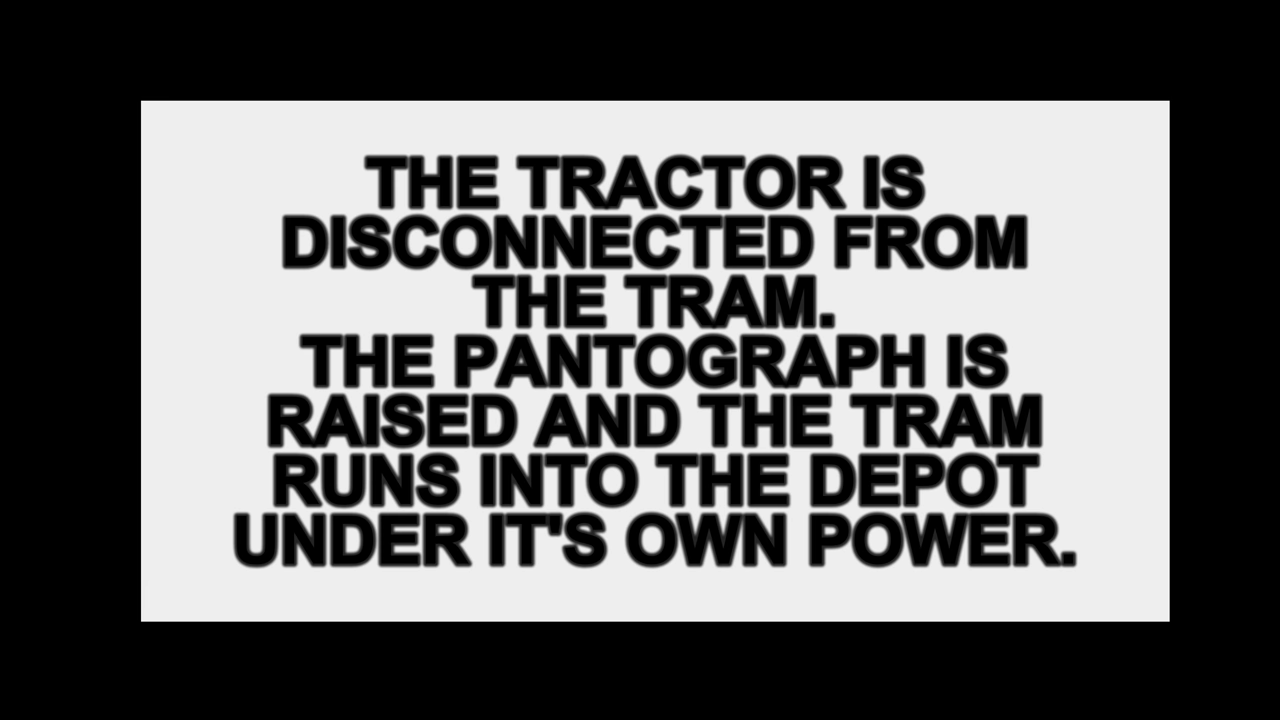 THE TRACTOR IS
DISCONNECTED FROM
THE TRAM.
THE PANTOGRAPH IS
RAISED AND THE TRAM
RUNS INTO THE DEPOT
UNDER IT'S OWN POWER.